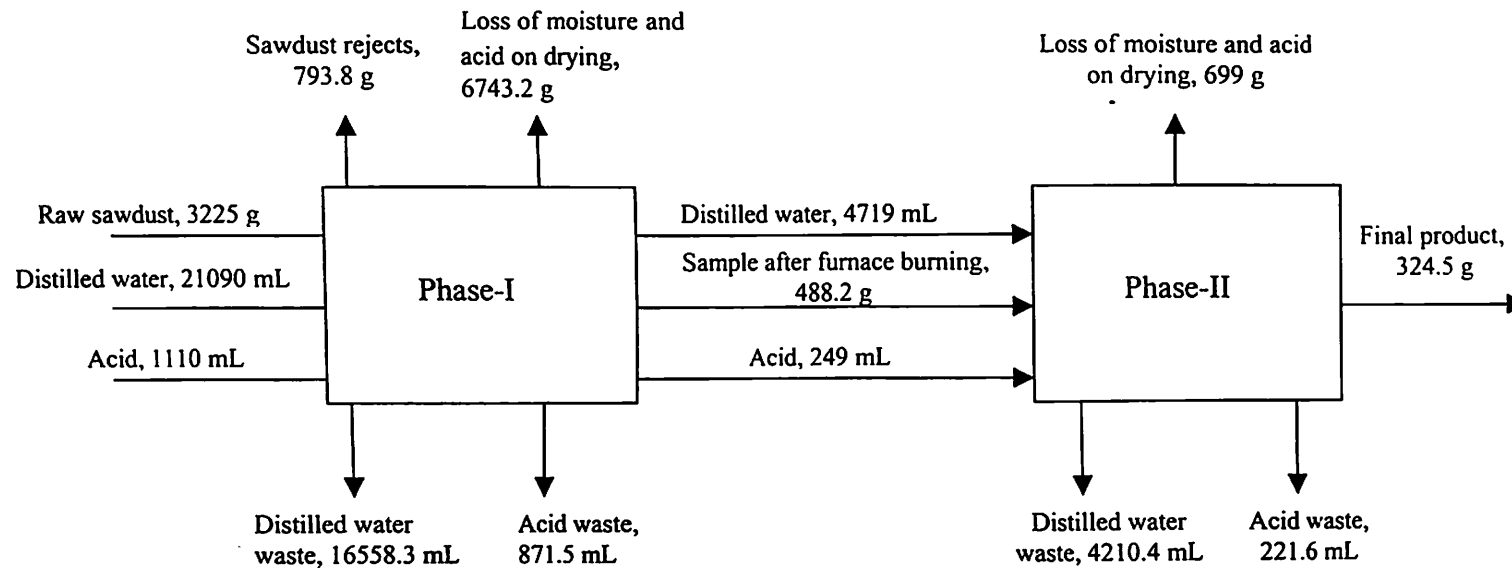 Sawdust rejects,
793.8 g
Loss of moisture and
acid on drying,
6743.2 g
Loss of moisture and acid
on drying, 699 g
Raw sawdust, 3225 g
Distilled water, 21090 mL
Acid, 1110 mL
Phase-I
Distilled water, 4719 mL
Sample after furnace burning,
488.2 g
Acid, 249 mL
Phase-II
Final product,
324.5 g
Distilled water
waste, 16558.3 mL
Acid waste,
871.5 mL
Distilled water
waste, 4210.4 mL
Acid waste,
221.6 mL